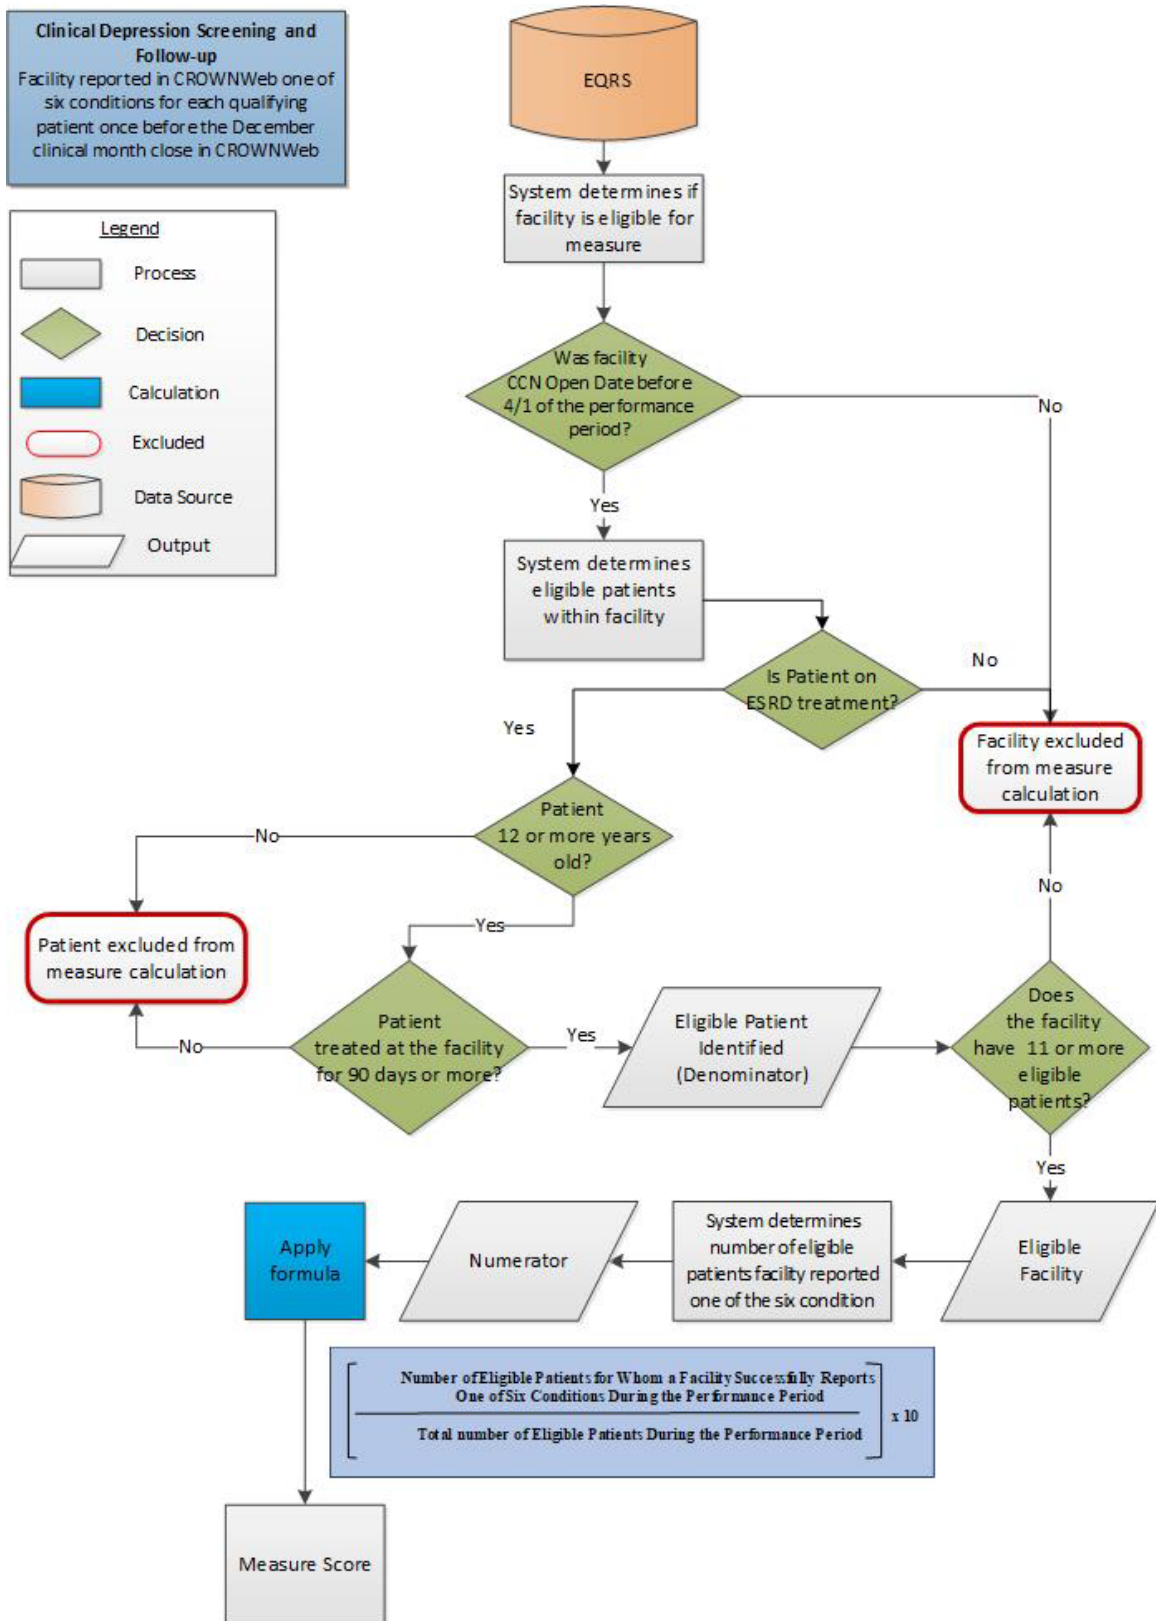 Clinical Depression Screening and
Follow-up
Facility reported in CROWNWeb one of
six conditions for each qualifying
patient once before the December
clinical month close in CROWNWeb
EQRS
System determines if
facility is eligible for
measure
Legend
Process
Decision
Calculation
Excluded
Data Source
Output
Was facility
CCN Open Date before
4/1 of the performance
period?
No
Yes
System determines
eligible patients
within facility
Is Patient on
ESRD treatment?
No
Yes
Facility excluded
from measure
calculation
Patient
12 or more years
old?
No
Yes
No
Patient excluded from
measure calculation
Patient
treated at the facility
for 90 days or more?
No
Yes
Eligible Patient
Identified
(Denominator)
Does
the facility
have 11 or more
eligible
patients?
Yes
Apply
formula
Numerator
System determines
number of eligible
patients facility reported
one of the six condition
Eligible
Facility
Number of Eligible Patients for Whom a Facility Successfully Reports
One of Six Conditions During the Performance Period
Total number of Eligible Patients During the Performance Period
x 10
Measure Score